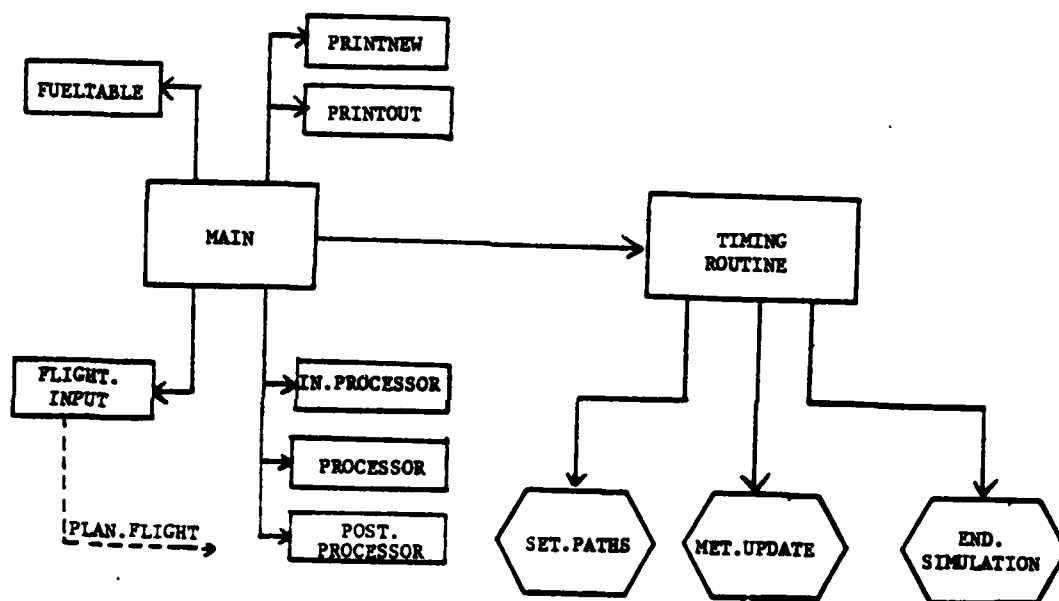 PRINTNEW
FUELTABLE
PRINTOUT
MAIN
TIMING
ROUTINE
FLIGHT.
INPUT
IN.PROCESSOR
PROCESSOR
PLAN.FLIGHT
POST.
PROCESSOR
SET.PATHS
MET.UPDATE
END.
SIMULATION